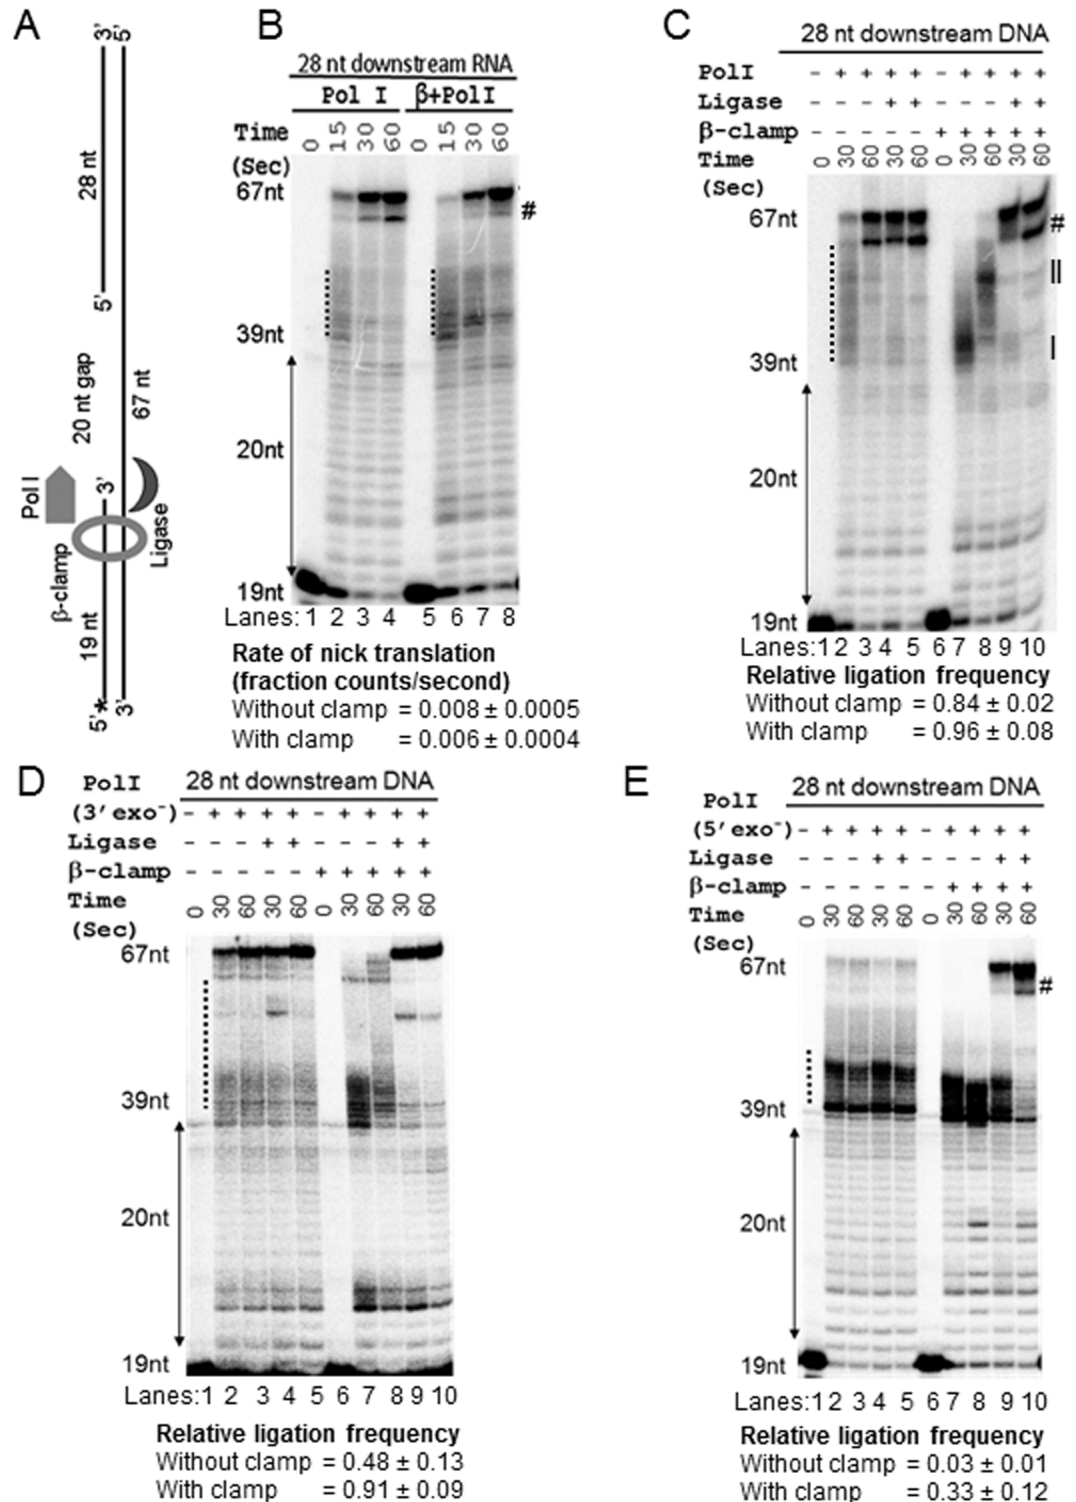 A
3' 5'
28 nt
5'
20 nt gap
67 nt
Pol I
3'
β-clamp
Ligase
19 nt
5'* 3'
B
28 nt downstream RNA
Pol I β+PolI
Time
(Sec)
0 15 30 60 0 15 30 60
67nt
#
39nt
20nt
19nt
Lanes: 1 2 3 4 5 6 7 8
Rate of nick translation
(fraction counts/second)
Without clamp = 0.008 ± 0.0005
With clamp = 0.006 ± 0.0004
C
28 nt downstream DNA
PolI - + + + + - + + + +
Ligase - - - + + - - - + +
β-clamp - - - - - + + + + +
Time
(Sec)
0 30 60 30 60 0 30 60 30 60
67nt
#
II
I
39nt
20nt
19nt
Lanes: 1 2 3 4 5 6 7 8 9 10
Relative ligation frequency
Without clamp = 0.84 ± 0.02
With clamp = 0.96 ± 0.08
D
28 nt downstream DNA
PolI
(3'exo⁻) - + + + + - + + + +
Ligase - - - + + - - - + +
β-clamp - - - - - + + + + +
Time
(Sec)
0 30 60 30 60 0 30 60 30 60
67nt
39nt
20nt
19nt
Lanes: 1 2 3 4 5 6 7 8 9 10
Relative ligation frequency
Without clamp = 0.48 ± 0.13
With clamp = 0.91 ± 0.09
E
28 nt downstream DNA
PolI
(5'exo⁻) - + + + + - + + + +
Ligase - - - + + - - - + +
β-clamp - - - - - - + + + +
Time
(Sec)
0 30 60 30 60 0 30 60 30 60
67nt
#
39nt
20nt
19nt
Lanes: 1 2 3 4 5 6 7 8 9 10
Relative ligation frequency
Without clamp = 0.03 ± 0.01
With clamp = 0.33 ± 0.12